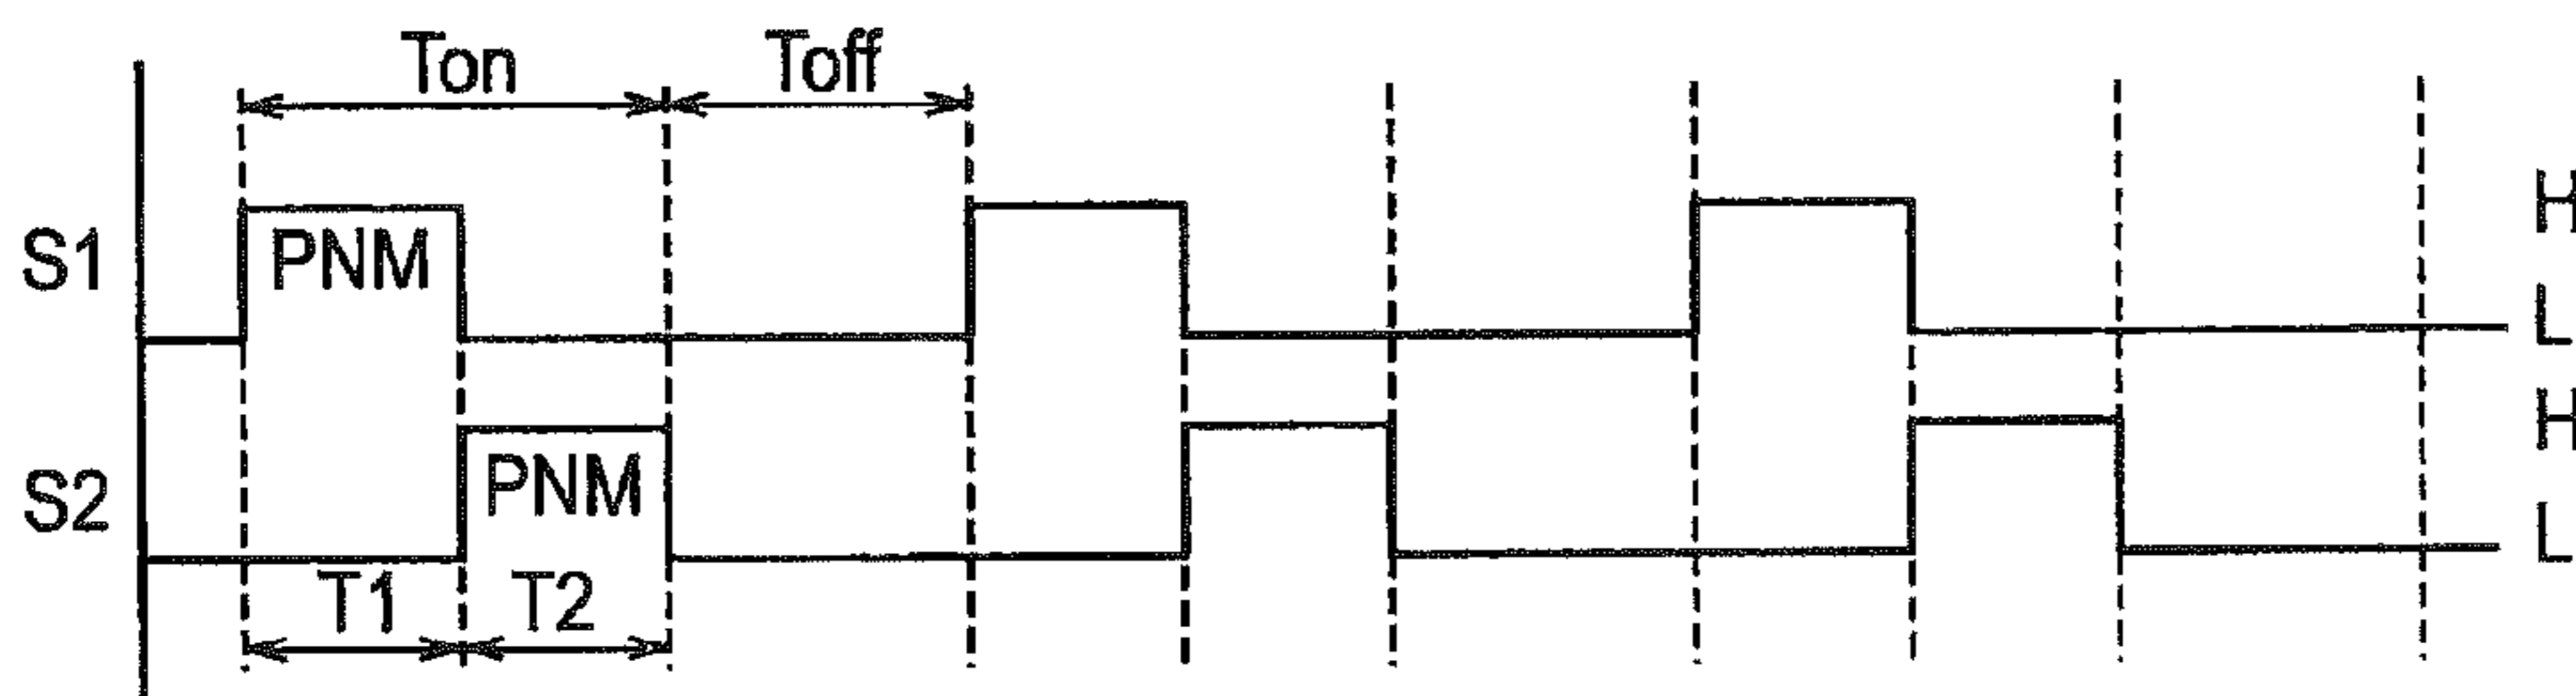 Ton Toff
S1 PNM H
L
S2 PNM H
L
T1 T2